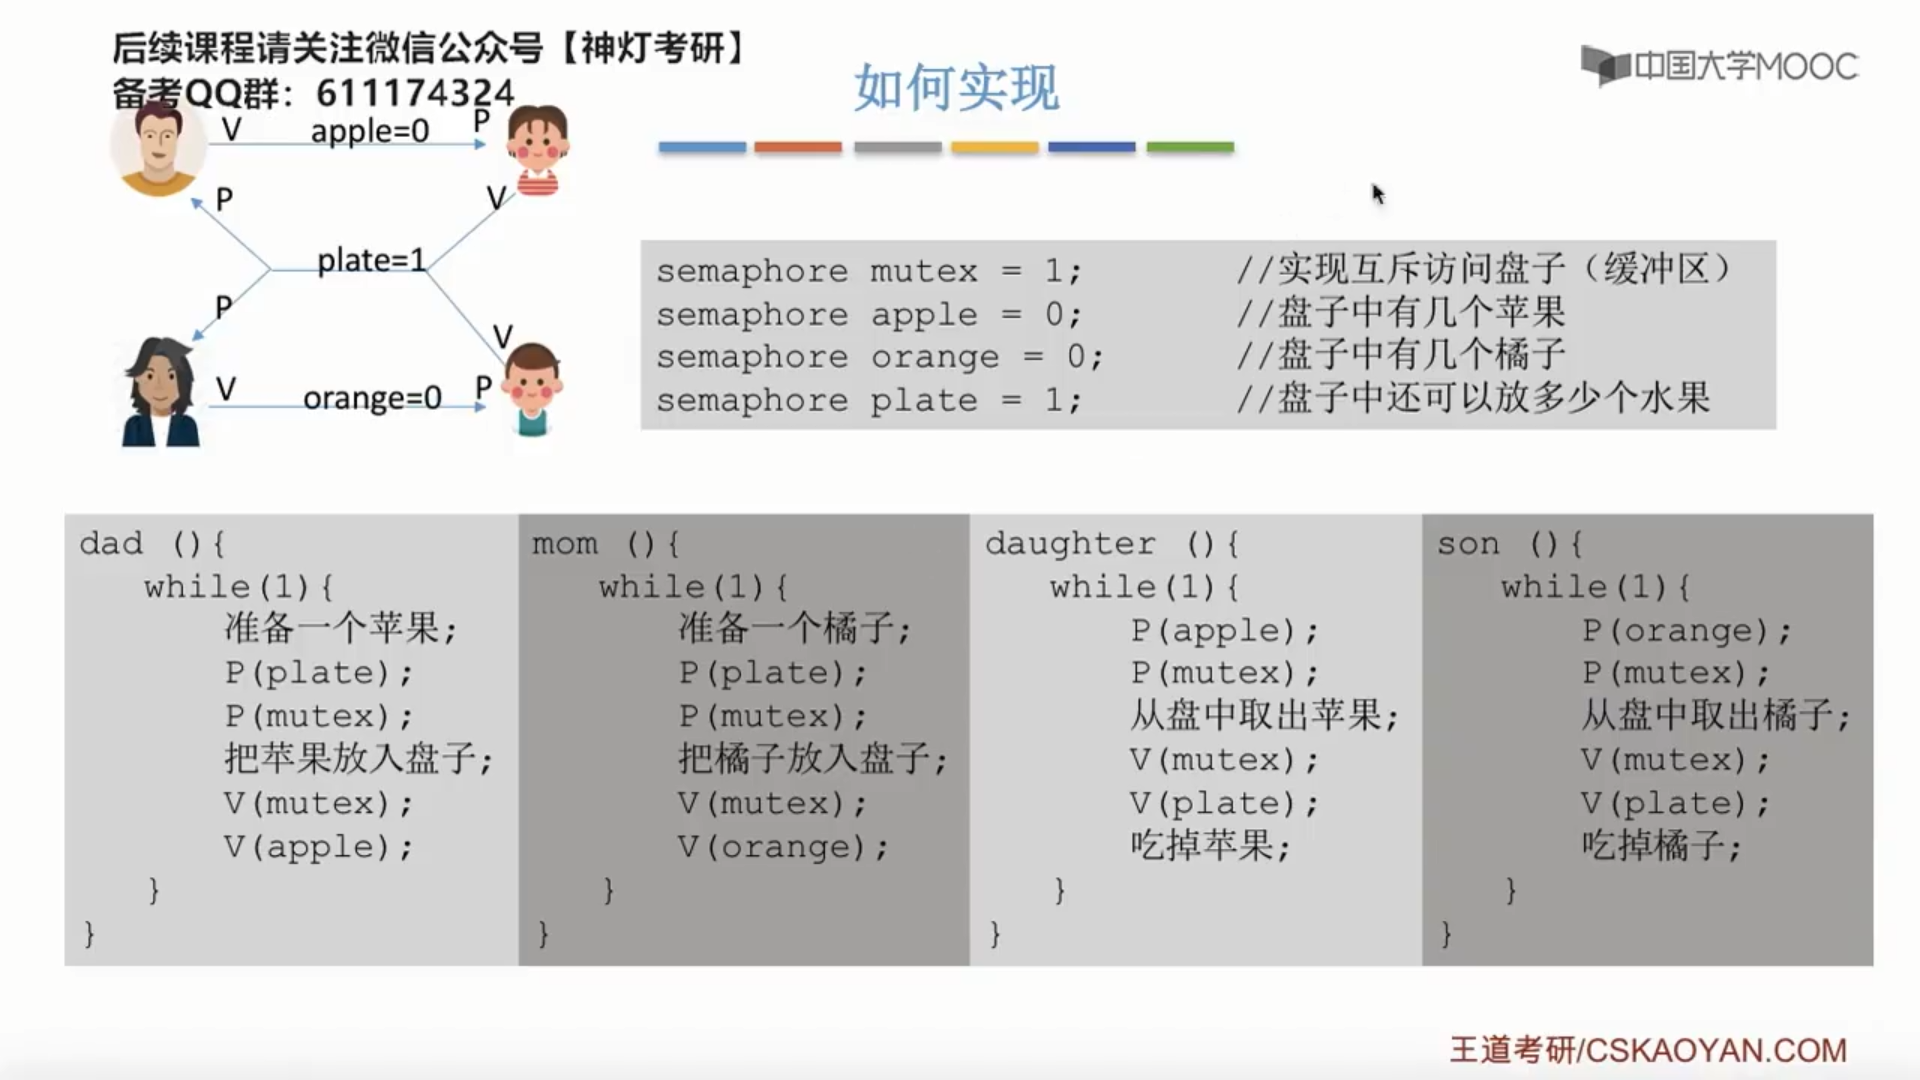 后续课程请关注微信公众号【神灯考研】
备考QQ群：611174324
如何实现
中国大学MOOC
V apple=0 P
P V
plate=1
P V
V orange=0 P
semaphore mutex = 1; //实现互斥访问盘子（缓冲区）
semaphore apple = 0; //盘子中有几个苹果
semaphore orange = 0; //盘子中有几个橘子
semaphore plate = 1; //盘子中还可以放多少个水果
dad (){
while(1){
准备一个苹果;
P(plate);
P(mutex);
把苹果放入盘子;
V(mutex);
V(apple);
}
}
mom (){
while(1){
准备一个橘子;
P(plate);
P(mutex);
把橘子放入盘子;
V(mutex);
V(orange);
}
}
daughter (){
while(1){
P(apple);
P(mutex);
从盘中取出苹果;
V(mutex);
V(plate);
吃掉苹果;
}
}
son (){
while(1){
P(orange);
P(mutex);
从盘中取出橘子;
V(mutex);
V(plate);
吃掉橘子;
}
}
王道考研/CSKAOYAN.COM